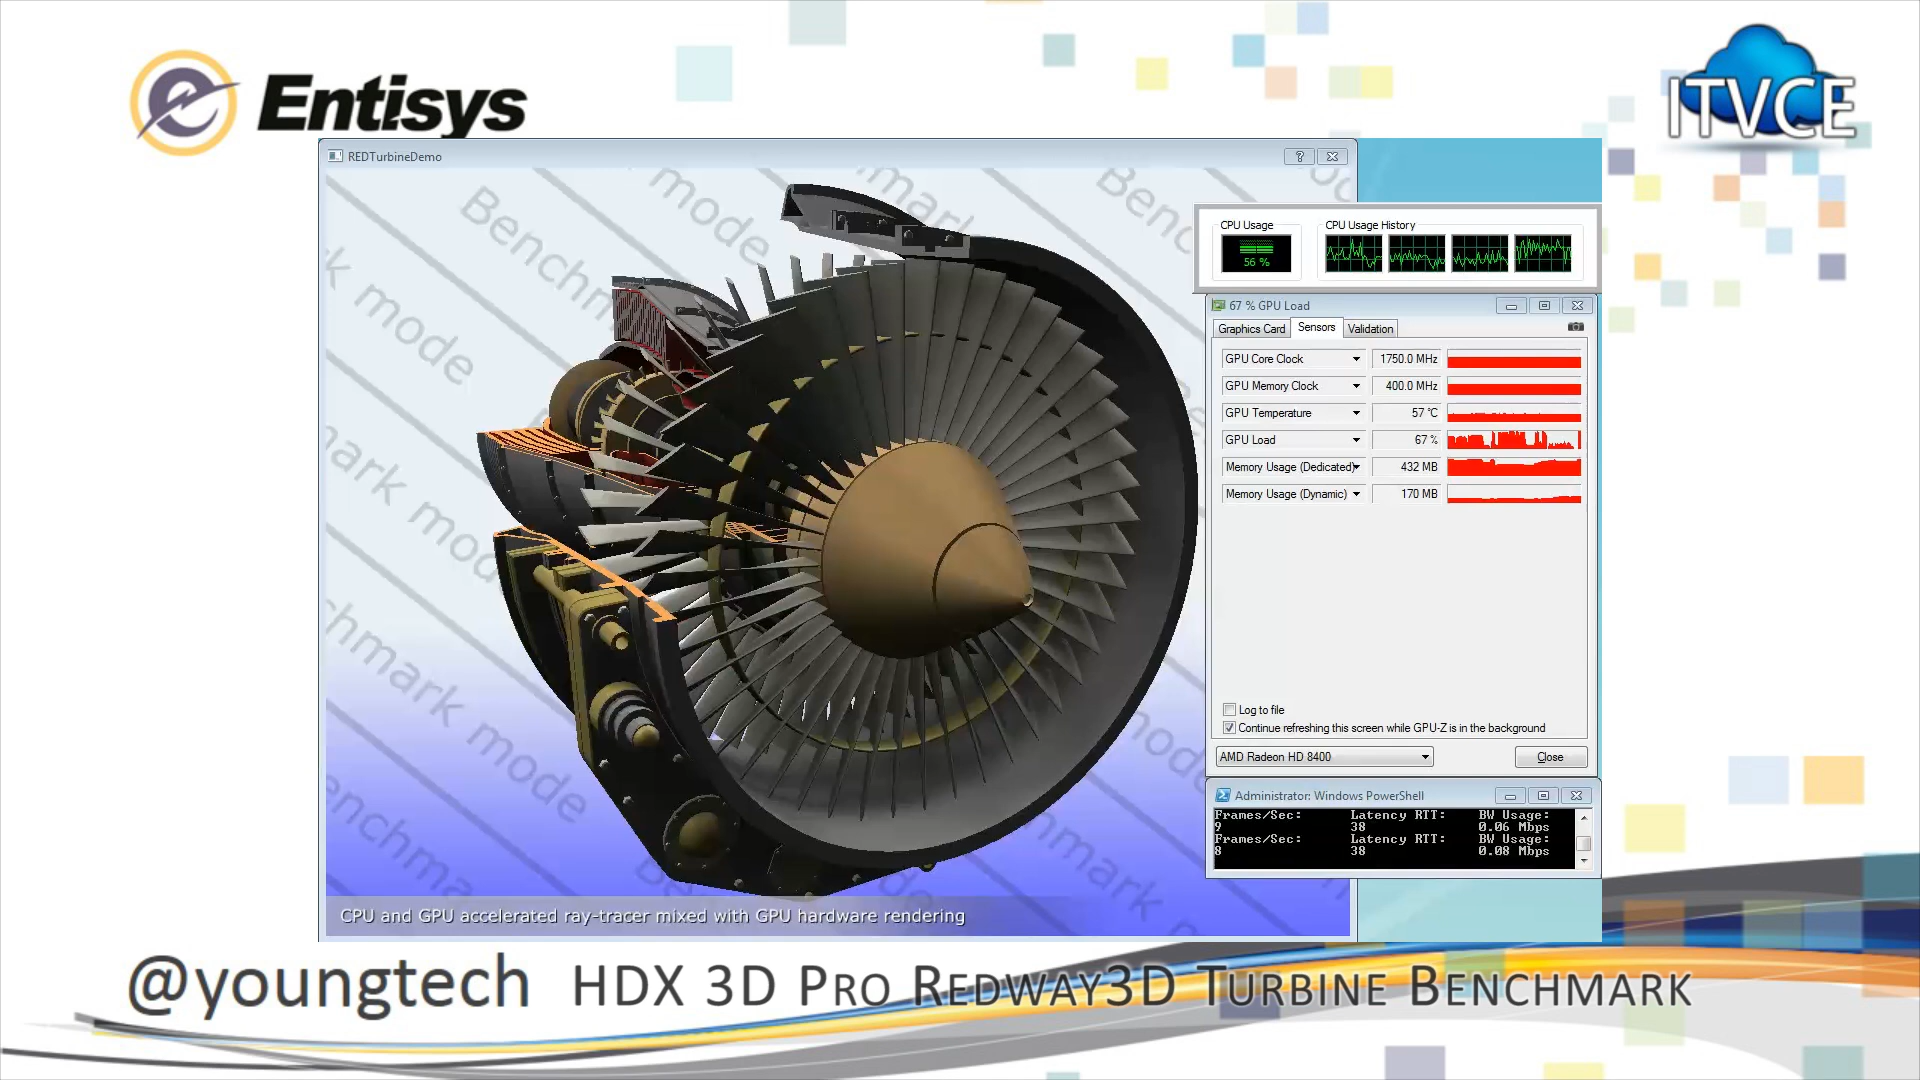 Entisys
ITVCE
REDTurbineDemo
Benchmark mode
CPU and GPU accelerated ray-tracer mixed with GPU hardware rendering
CPU Usage
56 %
CPU Usage History
67 % GPU Load
Graphics Card
Sensors
Validation
GPU Core Clock 1750.0 MHz
GPU Memory Clock 400.0 MHz
GPU Temperature 57 °C
GPU Load 67 %
Memory Usage (Dedicated) 432 MB
Memory Usage (Dynamic) 170 MB
Log to file
Continue refreshing this screen while GPU-Z is in the background
AMD Radeon HD 8400
Close
Administrator: Windows PowerShell
Frames/Sec: Latency RTT: BW Usage:
9 38 0.06 Mbps
Frames/Sec: Latency RTT: BW Usage:
8 38 0.08 Mbps
@youngtech HDX 3D Pro Redway3D Turbine Benchmark